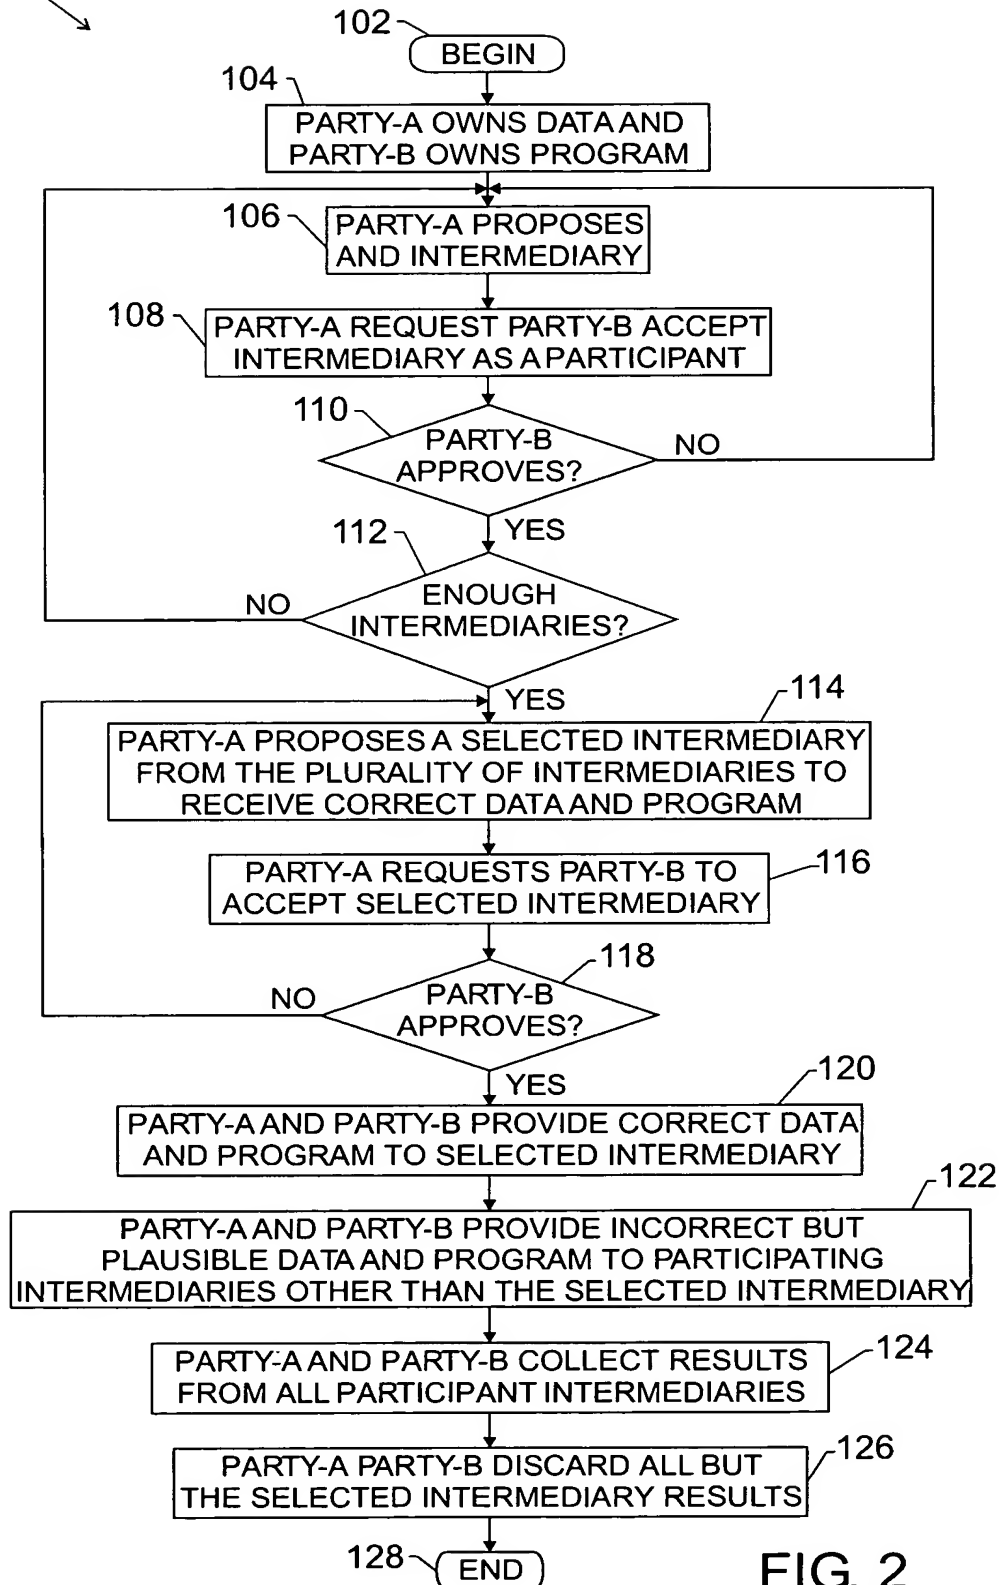 102
BEGIN
104
PARTY-A OWNS DATA AND
PARTY-B OWNS PROGRAM
106
PARTY-A PROPOSES
AND INTERMEDIARY
108
PARTY-A REQUEST PARTY-B ACCEPT
INTERMEDIARY AS A PARTICIPANT
110
PARTY-B
APPROVES?
NO
YES
112
ENOUGH
INTERMEDIARIES?
NO
YES
114
PARTY-A PROPOSES A SELECTED INTERMEDIARY
FROM THE PLURALITY OF INTERMEDIARIES TO
RECEIVE CORRECT DATA AND PROGRAM
116
PARTY-A REQUESTS PARTY-B TO
ACCEPT SELECTED INTERMEDIARY
118
PARTY-B
APPROVES?
NO
YES
120
PARTY-A AND PARTY-B PROVIDE CORRECT DATA
AND PROGRAM TO SELECTED INTERMEDIARY
122
PARTY-A AND PARTY-B PROVIDE INCORRECT BUT
PLAUSIBLE DATA AND PROGRAM TO PARTICIPATING
INTERMEDIARIES OTHER THAN THE SELECTED INTERMEDIARY
124
PARTY-A AND PARTY-B COLLECT RESULTS
FROM ALL PARTICIPANT INTERMEDIARIES
126
PARTY-A PARTY-B DISCARD ALL BUT
THE SELECTED INTERMEDIARY RESULTS
128
END
FIG. 2